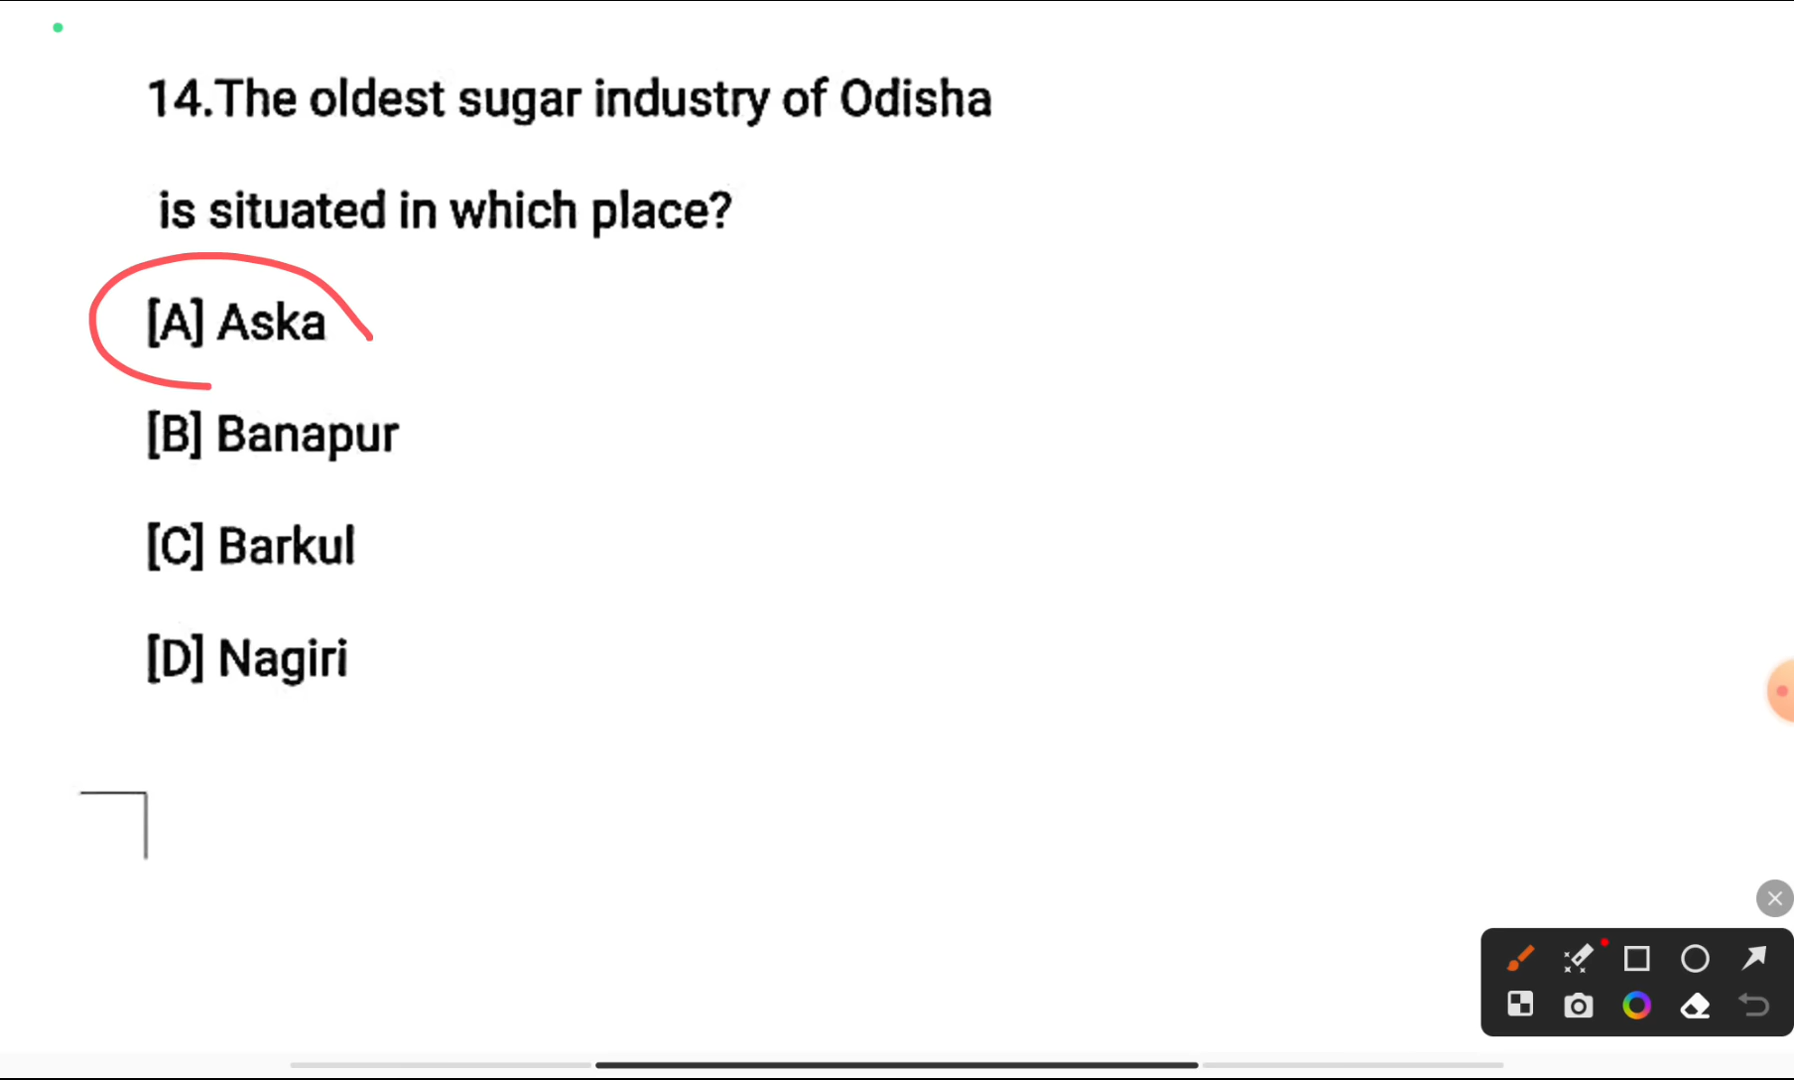 14.The oldest sugar industry of Odisha
is situated in which place?
[A] Aska
[B] Banapur
[C] Barkul
[D] Nagiri